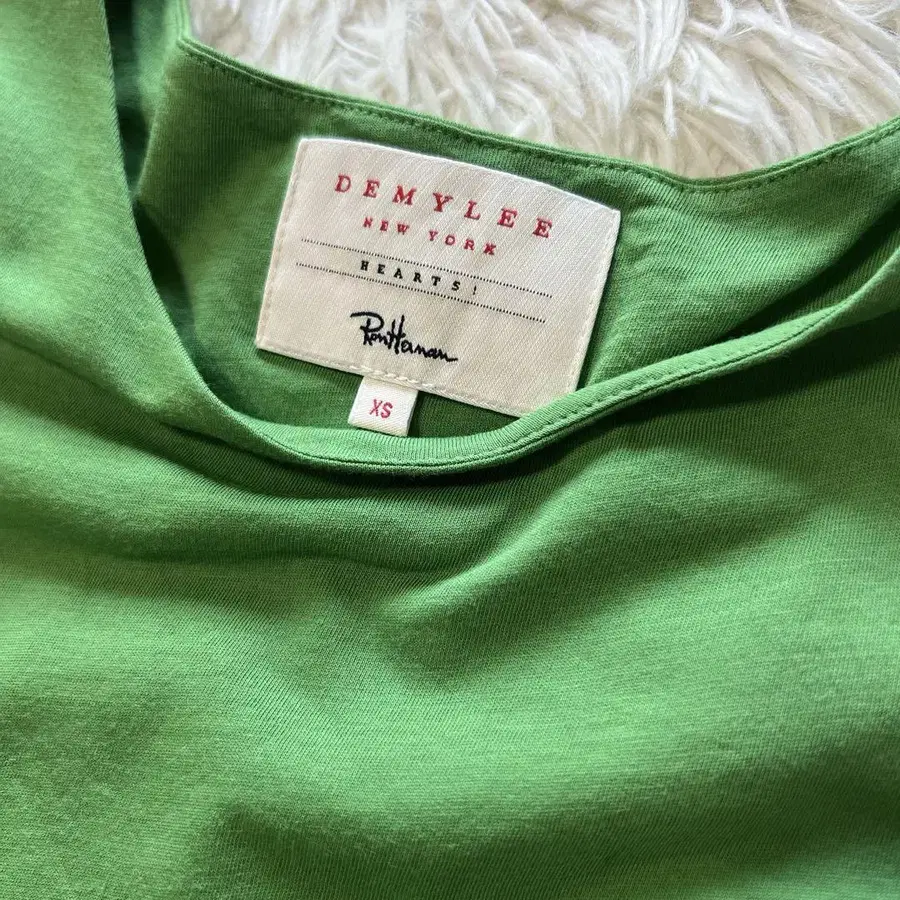 DEMYLEE
NEW YORK
HEARTS!
Ron Herman
XS